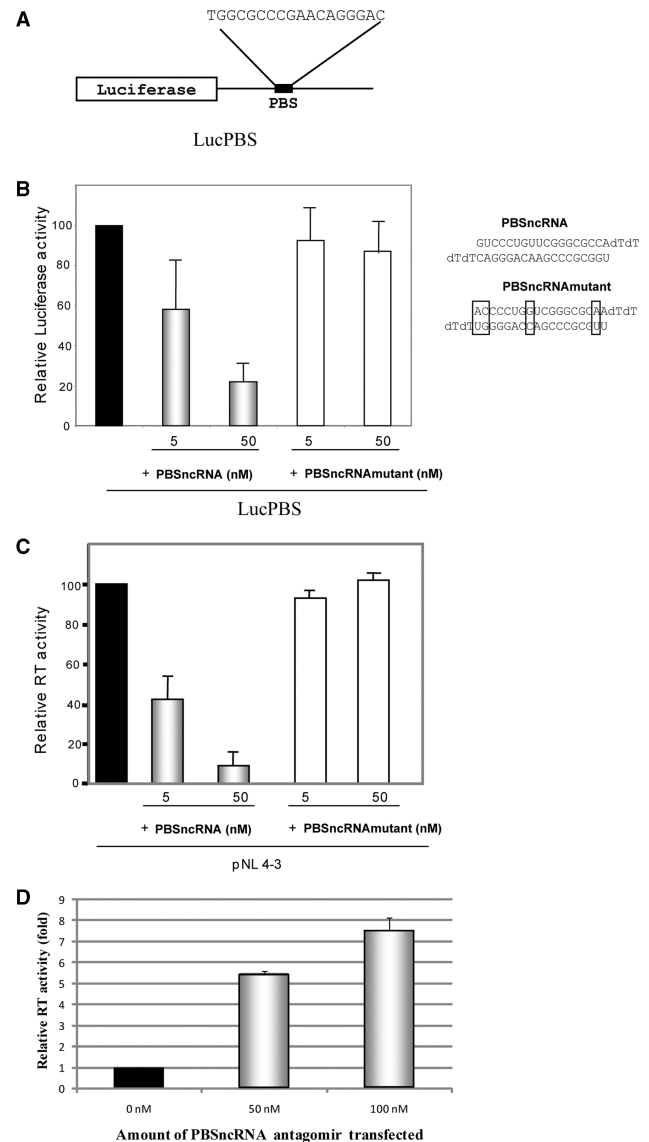 A
TGGCGCCCGAACAGGGAC
Luciferase
PBS
LucPBS
B
Relative Luciferase activity
100
80
60
40
20
0
5 50 5 50
+ PBSncRNA (nM) + PBSncRNAmutant (nM)
LucPBS
PBSncRNA
GUCCCUGUUCGGGCGCCAdTdT
dTdTCAGGGACAAGCCCGCGGU
PBSncRNAmutant
ACCCCUGGUCGGGCGCAAdTdT
dTdTUGGGGACCAGCCCGCGUU
C
Relative RT activity
100
80
60
40
20
0
5 50 5 50
+ PBSncRNA (nM) + PBSncRNAmutant (nM)
pNL 4-3
D
Relative RT activity (fold)
9
8
7
6
5
4
3
2
1
0
0 nM 50 nM 100 nM
Amount of PBSncRNA antagomir transfected